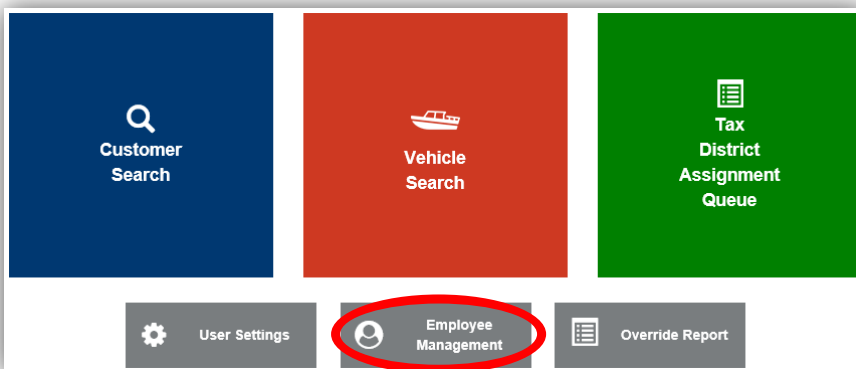 Customer
Search
Vehicle
Search
Tax
District
Assignment
Queue
User Settings
Employee
Management
Override Report